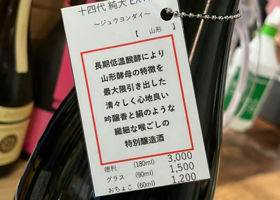 十四代 純大 EX
〜ジュウヨンダイ〜
【 山形 】
長期低温醗酵により
山形酵母の特徴を
最大限引き出した
清々しく心地良い
吟醸香と絹のような
繊細な喉ごしの
特別醸造酒
徳利 (180ml) 3,000
グラス (90ml) 1,500
おちょこ (60ml) 1,200